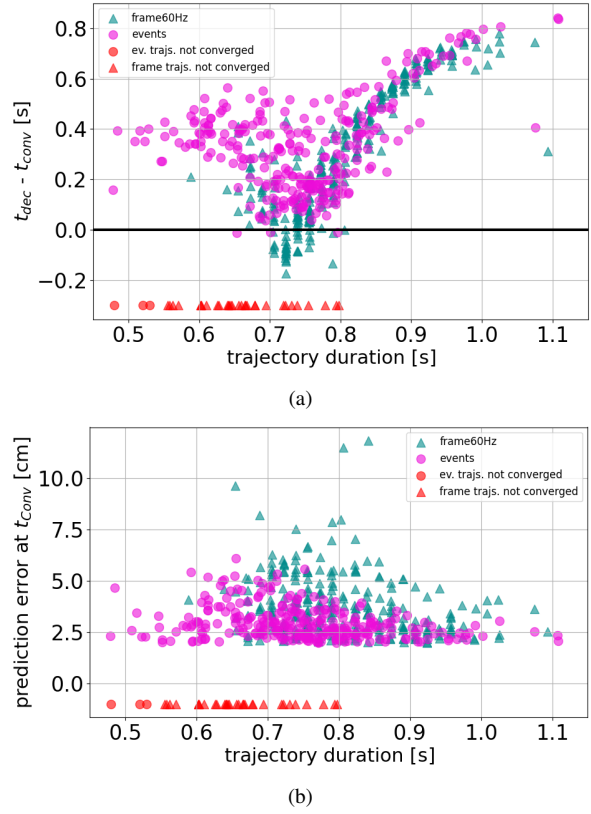 0.8
0.6
0.4
0.2
0.0
−0.2
t_dec - t_conv [s]
frame60Hz
events
ev. trajs. not converged
frame trajs. not converged
0.5 0.6 0.7 0.8 0.9 1.0 1.1
trajectory duration [s]
(a)
10.0
7.5
5.0
2.5
0.0
prediction error at t_Conv [cm]
frame60Hz
events
ev. trajs. not converged
frame trajs. not converged
0.5 0.6 0.7 0.8 0.9 1.0 1.1
trajectory duration [s]
(b)